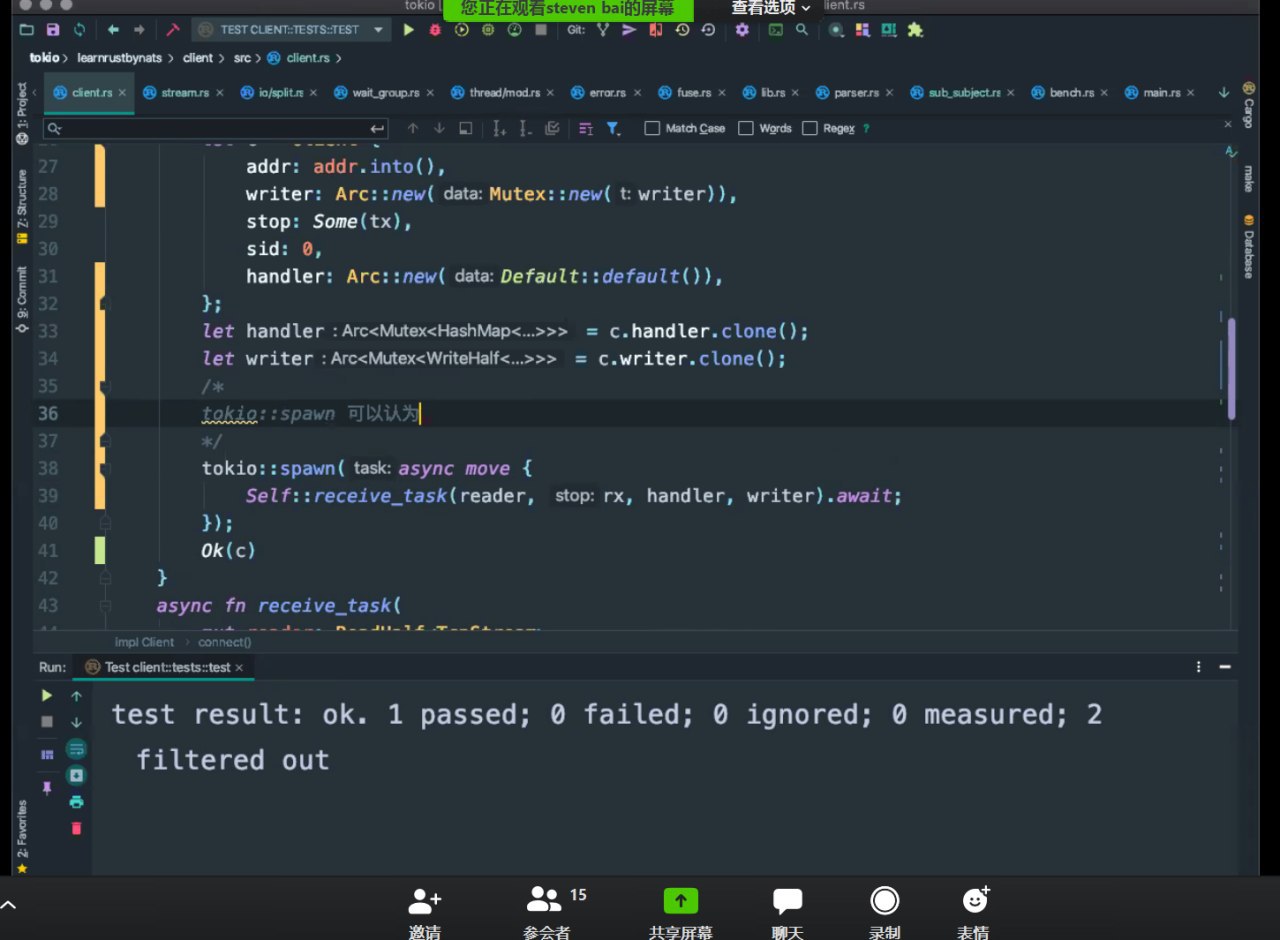 tokio [
您正在观看steven bai的屏幕
查看选项
lient.rs
TEST CLIENT::TESTS::TEST
Git:
tokio
learnrustbynats
client
src
client.rs
client.rs
stream.rs
io/split.rs
wait_group.rs
thread/mod.rs
error.rs
fuse.rs
lib.rs
parser.rs
sub_subject.rs
bench.rs
main.rs
Match Case
Words
Regex
?
27 addr: addr.into(),
28 writer: Arc::new( data: Mutex::new( t: writer)),
29 stop: Some(tx),
30 sid: 0,
31 handler: Arc::new( data: Default::default()),
32 };
33 let handler : Arc<Mutex<HashMap<...>>> = c.handler.clone();
34 let writer : Arc<Mutex<WriteHalf<...>>> = c.writer.clone();
35 /*
36 tokio::spawn 可以认为
37 */
38 tokio::spawn( task: async move {
39 Self::receive_task(reader, stop: rx, handler, writer).await;
40 });
41 Ok(c)
42 }
43 async fn receive_task(
impl Client
connect()
1: Project
7: Structure
9: Commit
2: Favorites
Cargo
make
Database
Run:
Test client::tests::test
test result: ok. 1 passed; 0 failed; 0 ignored; 0 measured; 2
filtered out
15
邀请
参会者
共享屏幕
聊天
录制
表情